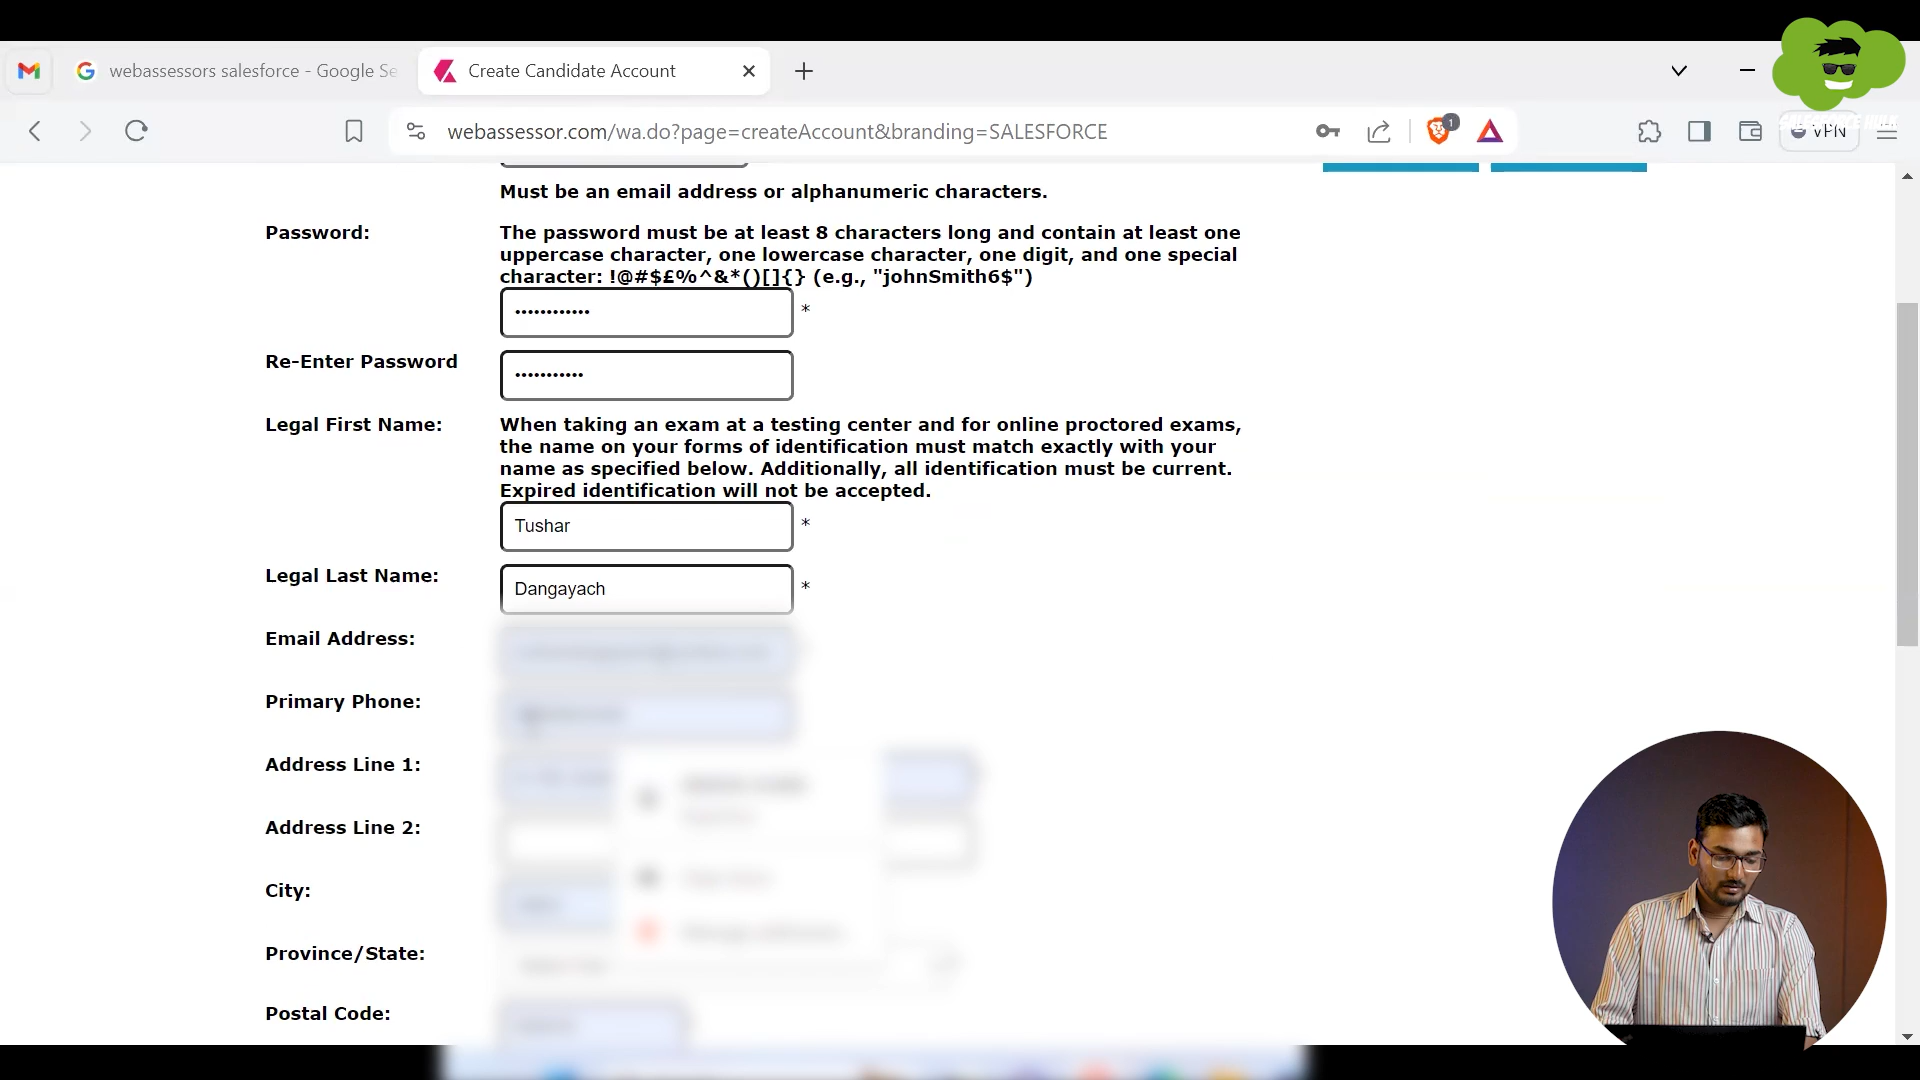 webassessors salesforce - Google Se
Create Candidate Account
webassessor.com/wa.do?page=createAccount&branding=SALESFORCE
1
VPN
Must be an email address or alphanumeric characters.
Password:
The password must be at least 8 characters long and contain at least one
uppercase character, one lowercase character, one digit, and one special
character: !@#$£%^&*()[]{} (e.g., "johnSmith6$")
•••••••••••• *
Re-Enter Password
•••••••••••
Legal First Name:
When taking an exam at a testing center and for online proctored exams,
the name on your forms of identification must match exactly with your
name as specified below. Additionally, all identification must be current.
Expired identification will not be accepted.
Tushar *
Legal Last Name:
Dangayach *
Email Address:
Primary Phone:
Address Line 1:
Address Line 2:
City:
Province/State:
Postal Code: